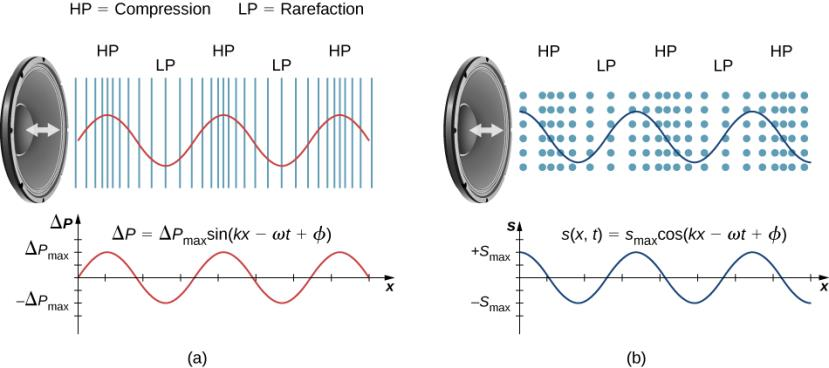 HP = Compression LP = Rarefaction
HP HP HP
LP LP
HP HP HP
LP LP
ΔP
ΔP = ΔPmaxsin(kx − ωt + ϕ)
ΔPmax
−ΔPmax
x
(a)
s
s(x, t) = smaxcos(kx − ωt + ϕ)
+Smax
−Smax
x
(b)